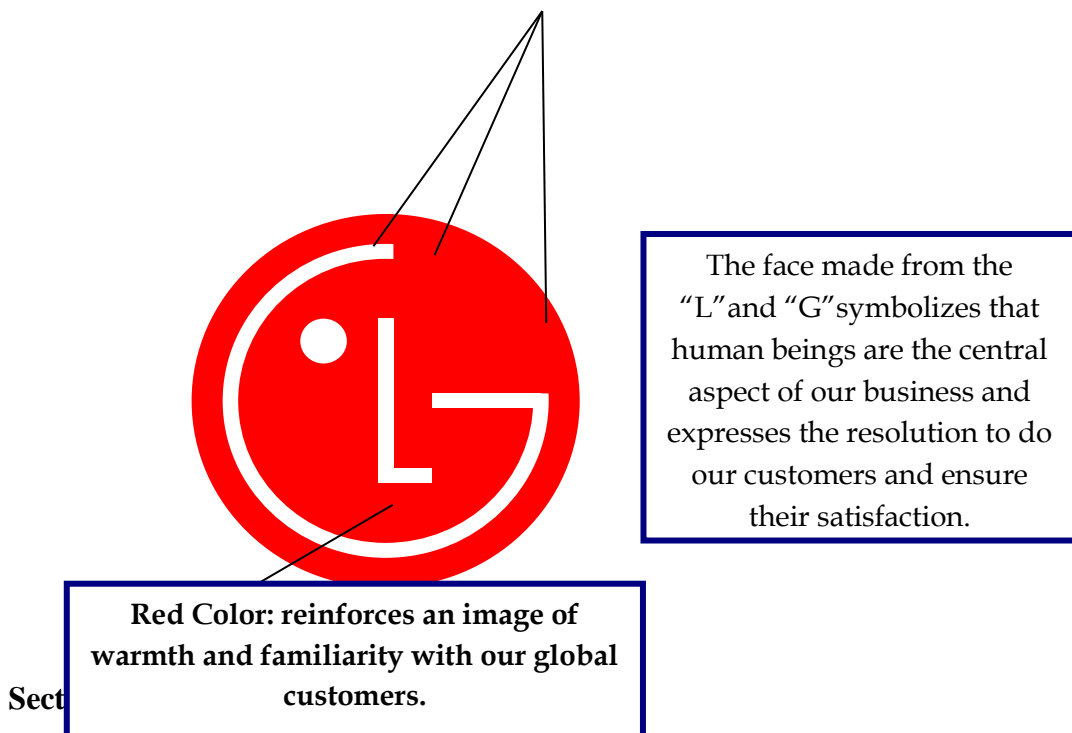 LG
The face made from the
“L”and “G”symbolizes that
human beings are the central
aspect of our business and
expresses the resolution to do
our customers and ensure
their satisfaction.
Red Color: reinforces an image of
warmth and familiarity with our global
customers.
Sect